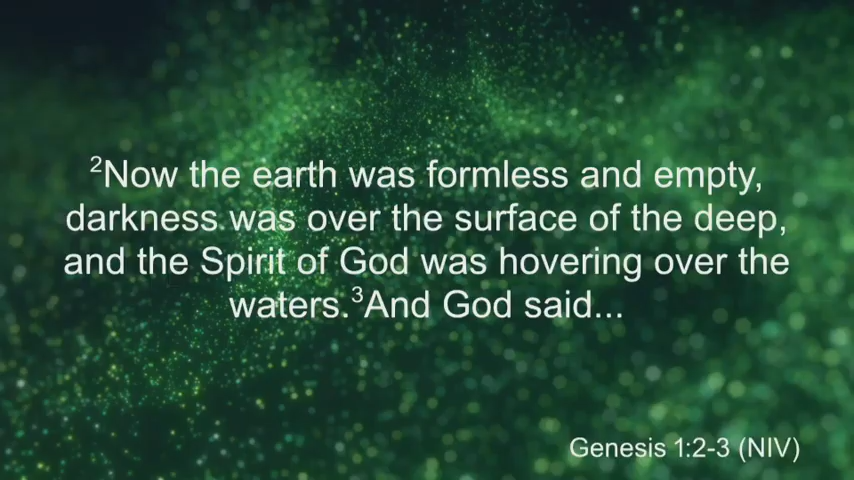 ²Now the earth was formless and empty,
darkness was over the surface of the deep,
and the Spirit of God was hovering over the
waters.³And God said...
Genesis 1:2-3 (NIV)